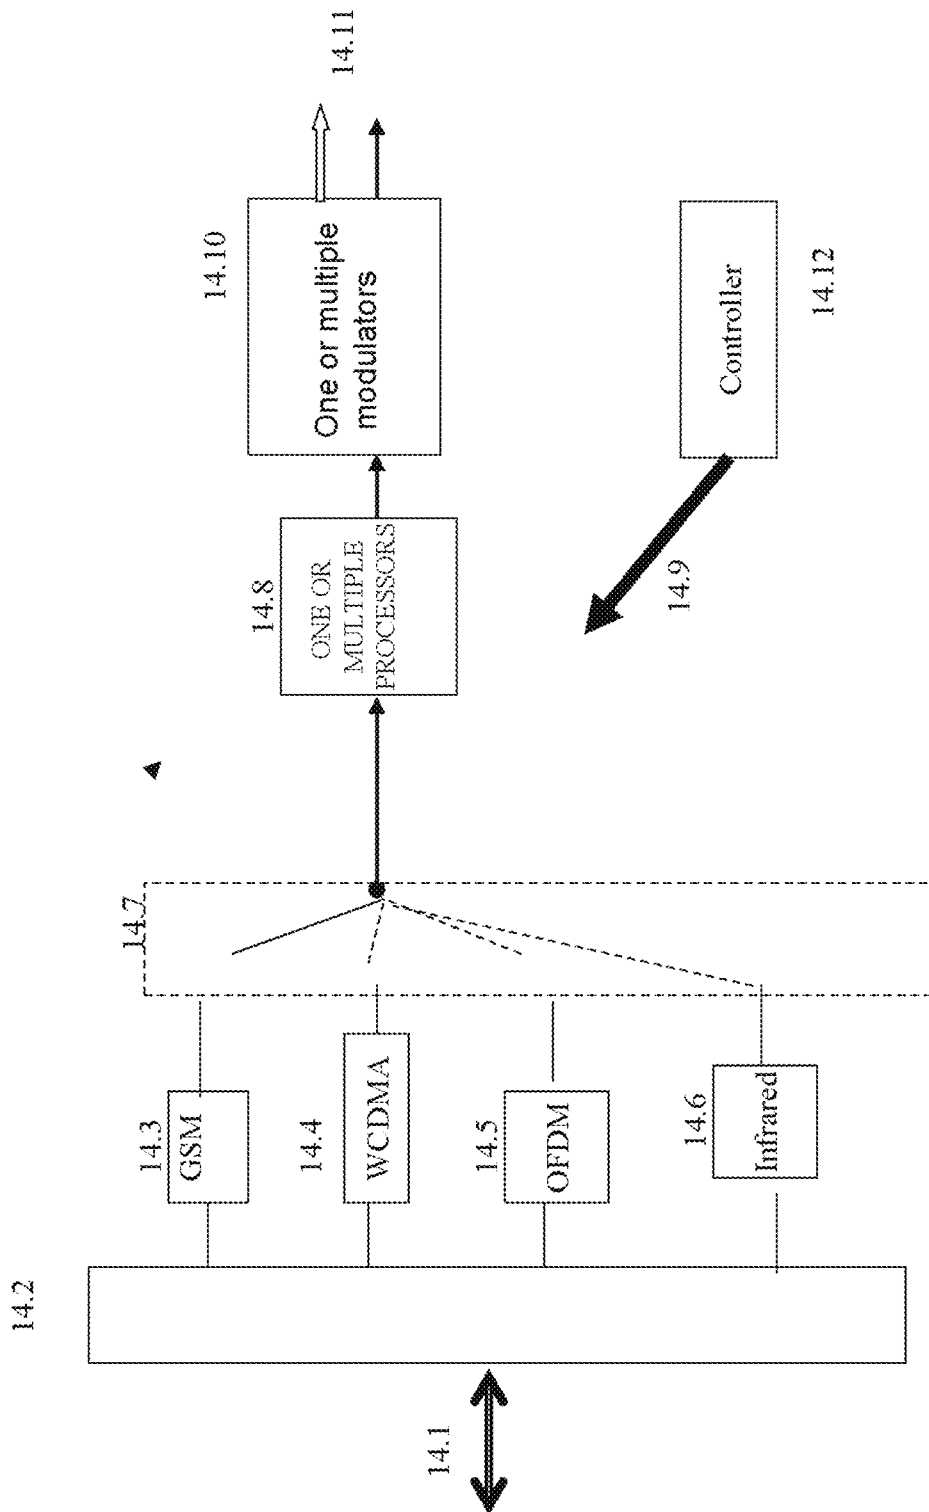 14.1
14.2
14.3
GSM
14.4
WCDMA
14.5
OFDM
14.6
Infrared
14.7
14.8
ONE OR
MULTIPLE
PROCESSORS
14.9
14.10
One or multiple
modulators
14.11
Controller
14.12